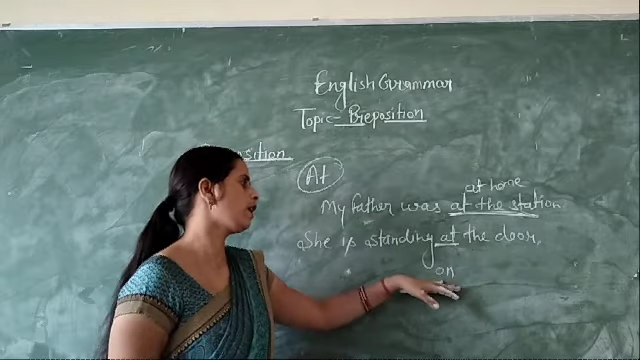 English Grammar
Topic- Preposition
At
at home
My father was at the station.
She is standing at the door.
on